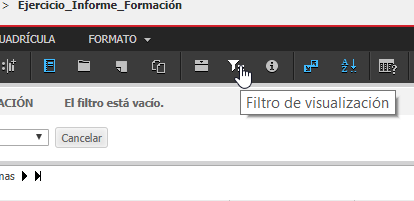 > Ejercicio_Informe_Formación
UADRÍCULA FORMATO
ACIÓN El filtro está vacío.
Filtro de visualización
Cancelar
nas